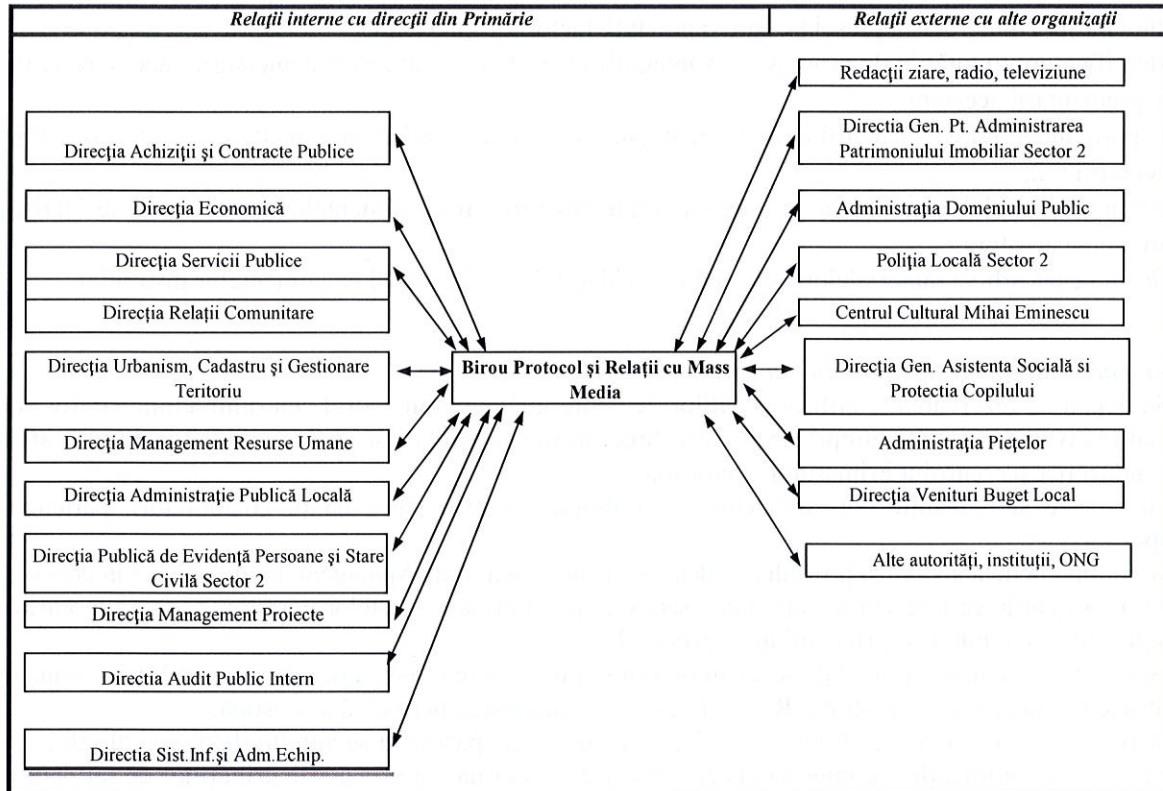 Relații interne cu direcții din Primărie
Relații externe cu alte organizații
Direcția Achiziții și Contracte Publice
Direcția Economică
Direcția Servicii Publice
Direcția Relații Comunitare
Direcția Urbanism, Cadastru și Gestionare
Teritoriu
Direcția Management Resurse Umane
Direcția Administrație Publică Locală
Direcția Publică de Evidență Persoane și Stare
Civilă Sector 2
Direcția Management Proiecte
Directia Audit Public Intern
Directia Sist.Inf.și Adm.Echip.
Birou Protocol și Relații cu Mass
Media
Redacții ziare, radio, televiziune
Directia Gen. Pt. Administrarea
Patrimoniului Imobiliar Sector 2
Administrația Domeniului Public
Poliția Locală Sector 2
Centrul Cultural Mihai Eminescu
Direcția Gen. Asistenta Socială si
Protectia Copilului
Administrația Piețelor
Direcția Venituri Buget Local
Alte autorități, instituții, ONG